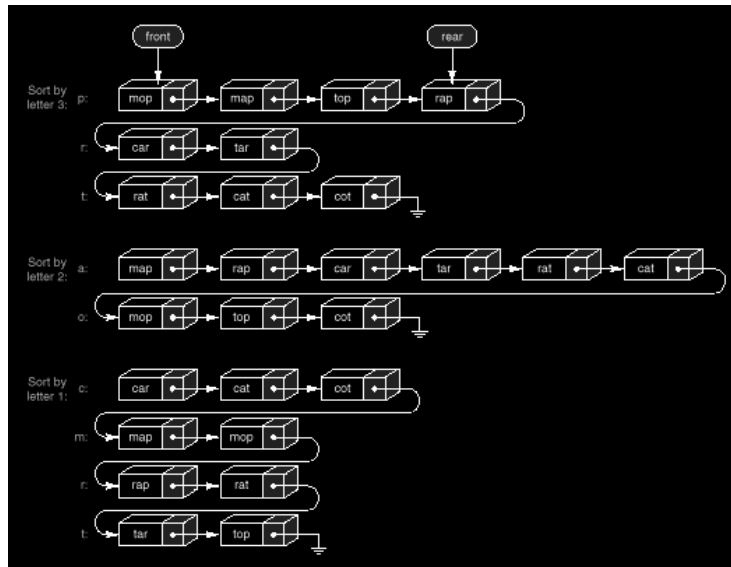 front rear
Sort by
letter 3: p: mop map top rap
r: car tar
t: rat cat cot
Sort by
letter 2: a: map rap car tar rat cat
o: mop top cot
Sort by
letter 1: c: car cat cot
m: map mop
r: rap rat
t: tar top